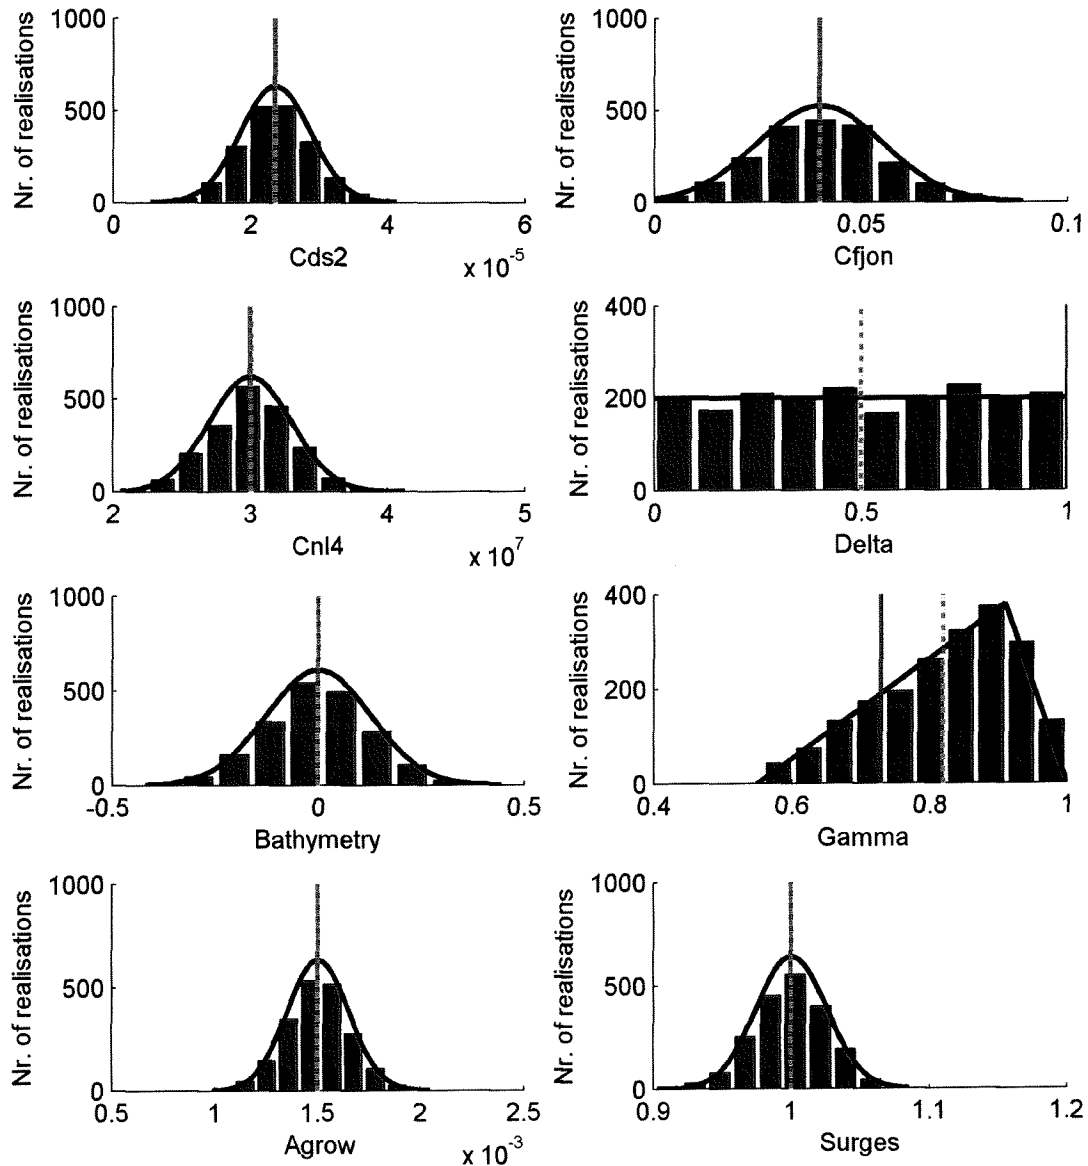 1000
500
0
Nr. of realisations
0
2
4
6
x 10-5
Cds2
1000
500
0
Nr. of realisations
0
0.05
0.1
Cfjon
1000
500
0
Nr. of realisations
2
3
4
5
x 107
Cnl4
400
200
0
Nr. of realisations
0
0.5
1
Delta
1000
500
0
Nr. of realisations
-0.5
0
0.5
Bathymetry
400
200
0
Nr. of realisations
0.4
0.6
0.8
1
Gamma
1000
500
0
Nr. of realisations
0.5
1
1.5
2
2.5
x 10-3
Agrow
1000
500
0
Nr. of realisations
0.9
1
1.1
1.2
Surges